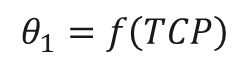 θ₁ = f(TCP)